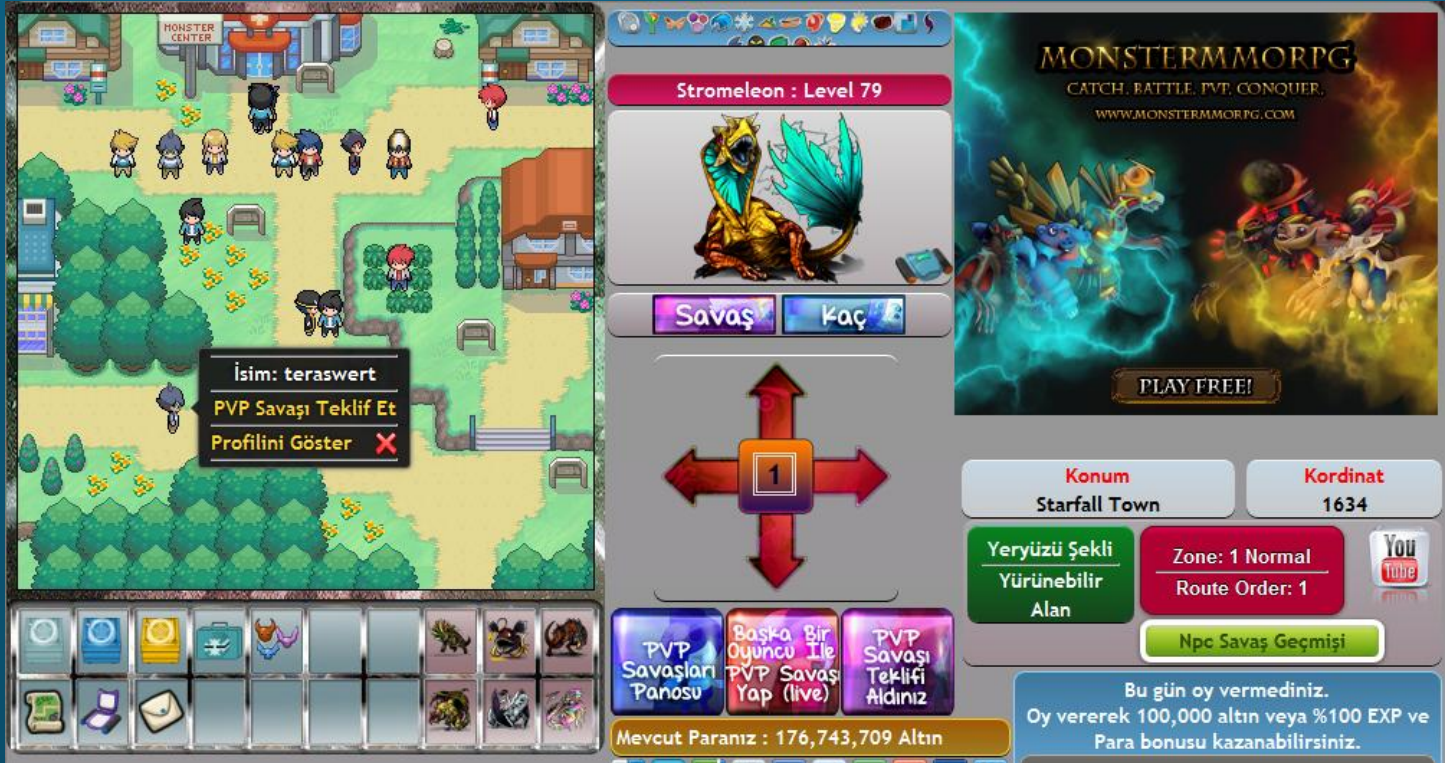 MONSTER
CENTER
İsim: teraswert
PVP Savaşı Teklif Et
Profilini Göster
Stromeleon : Level 79
Savaş
Kaç
1
PVP
Savaşları
Panosu
Başka Bir
Oyuncu İle
PVP Savaşı
Yap (live)
PVP
Savaşı
Teklifi
Aldınız
Mevcut Paranız : 176,743,709 Altın
MONSTERMMORPG
CATCH. BATTLE. PVP. CONQUER.
WWW.MONSTERMMORPG.COM
PLAY FREE!
Konum
Starfall Town
Kordinat
1634
Yeryüzü Şekli
Yürünebilir
Alan
Zone: 1 Normal
Route Order: 1
You
Tube
Npc Savaş Geçmişi
Bu gün oy vermediniz.
Oy vererek 100,000 altın veya %100 EXP ve
Para bonusu kazanabilirsiniz.